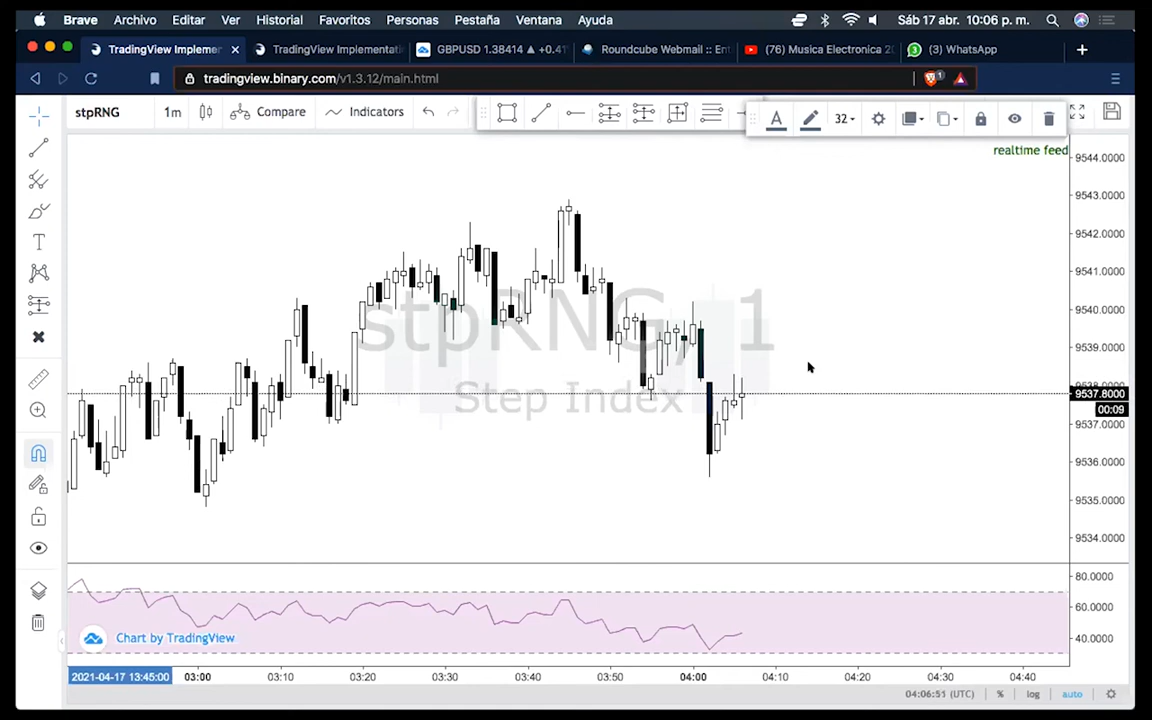 Brave Archivo Editar Ver Historial Favoritos Personas Pestaña Ventana Ayuda Sáb 17 abr. 10:06 p. m.
TradingView Implemen TradingView Implementati GBPUSD 1.38414 ▲ +0.41 Roundcube Webmail :: Ent (76) Musica Electronica 20 (3) WhatsApp
tradingview.binary.com/v1.3.12/main.html 1
stpRNG 1m Compare Indicators A 32
realtime feed
9544.0000
9543.0000
9542.0000
9541.0000
9540.0000
stpRNG, 1
9539.0000
9538.0000
Step Index
9537.8000
00:09
9537.0000
9536.0000
9535.0000
9534.0000
80.0000
60.0000
40.0000
Chart by TradingView
2021-04-17 13:45:00 03:00 03:10 03:20 03:30 03:40 03:50 04:00 04:10 04:20 04:30 04:40
04:06:51 (UTC) % log auto